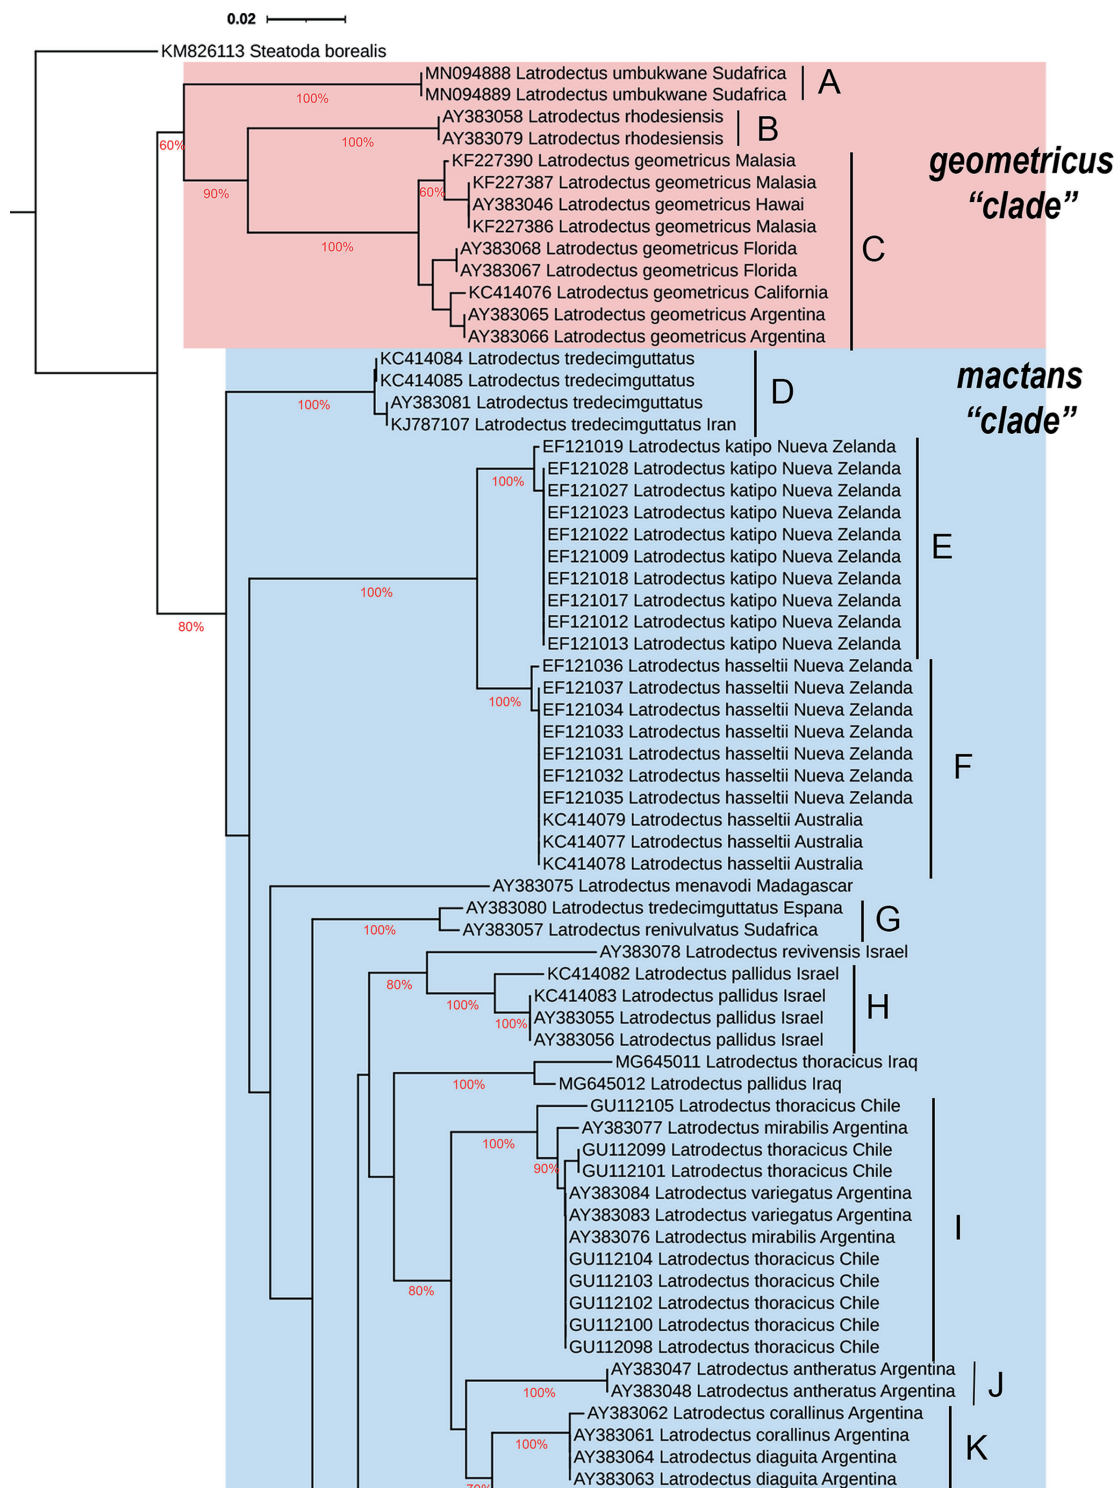 0.02
KM826113 Steatoda borealis
MN094888 Latrodectus umbukwane Sudafrica
MN094889 Latrodectus umbukwane Sudafrica
A
100%
AY383058 Latrodectus rhodesiensis
AY383079 Latrodectus rhodesiensis
B
100%
60%
geometricus
“clade”
KF227390 Latrodectus geometricus Malasia
KF227387 Latrodectus geometricus Malasia
60%
90%
AY383046 Latrodectus geometricus Hawai
KF227386 Latrodectus geometricus Malasia
100%
AY383068 Latrodectus geometricus Florida
C
AY383067 Latrodectus geometricus Florida
KC414076 Latrodectus geometricus California
AY383065 Latrodectus geometricus Argentina
AY383066 Latrodectus geometricus Argentina
mactans
“clade”
KC414084 Latrodectus tredecimguttatus
KC414085 Latrodectus tredecimguttatus
D
100%
AY383081 Latrodectus tredecimguttatus
KJ787107 Latrodectus tredecimguttatus Iran
EF121019 Latrodectus katipo Nueva Zelanda
EF121028 Latrodectus katipo Nueva Zelanda
100%
EF121027 Latrodectus katipo Nueva Zelanda
EF121023 Latrodectus katipo Nueva Zelanda
EF121022 Latrodectus katipo Nueva Zelanda
E
EF121009 Latrodectus katipo Nueva Zelanda
EF121018 Latrodectus katipo Nueva Zelanda
100%
EF121017 Latrodectus katipo Nueva Zelanda
EF121012 Latrodectus katipo Nueva Zelanda
80%
EF121013 Latrodectus katipo Nueva Zelanda
EF121036 Latrodectus hasseltii Nueva Zelanda
EF121037 Latrodectus hasseltii Nueva Zelanda
100%
EF121034 Latrodectus hasseltii Nueva Zelanda
EF121033 Latrodectus hasseltii Nueva Zelanda
EF121031 Latrodectus hasseltii Nueva Zelanda
F
EF121032 Latrodectus hasseltii Nueva Zelanda
EF121035 Latrodectus hasseltii Nueva Zelanda
KC414079 Latrodectus hasseltii Australia
KC414077 Latrodectus hasseltii Australia
KC414078 Latrodectus hasseltii Australia
AY383075 Latrodectus menavodi Madagascar
AY383080 Latrodectus tredecimguttatus Espana
G
100%
AY383057 Latrodectus renivulvatus Sudafrica
AY383078 Latrodectus revivensis Israel
KC414082 Latrodectus pallidus Israel
80%
KC414083 Latrodectus pallidus Israel
100%
H
AY383055 Latrodectus pallidus Israel
100%
AY383056 Latrodectus pallidus Israel
MG645011 Latrodectus thoracicus Iraq
100%
MG645012 Latrodectus pallidus Iraq
GU112105 Latrodectus thoracicus Chile
AY383077 Latrodectus mirabilis Argentina
100%
GU112099 Latrodectus thoracicus Chile
90%
GU112101 Latrodectus thoracicus Chile
AY383084 Latrodectus variegatus Argentina
AY383083 Latrodectus variegatus Argentina
I
AY383076 Latrodectus mirabilis Argentina
GU112104 Latrodectus thoracicus Chile
GU112103 Latrodectus thoracicus Chile
80%
GU112102 Latrodectus thoracicus Chile
GU112100 Latrodectus thoracicus Chile
GU112098 Latrodectus thoracicus Chile
AY383047 Latrodectus antheratus Argentina
J
100%
AY383048 Latrodectus antheratus Argentina
AY383062 Latrodectus corallinus Argentina
AY383061 Latrodectus corallinus Argentina
100%
K
AY383064 Latrodectus diaguita Argentina
AY383063 Latrodectus diaguita Argentina